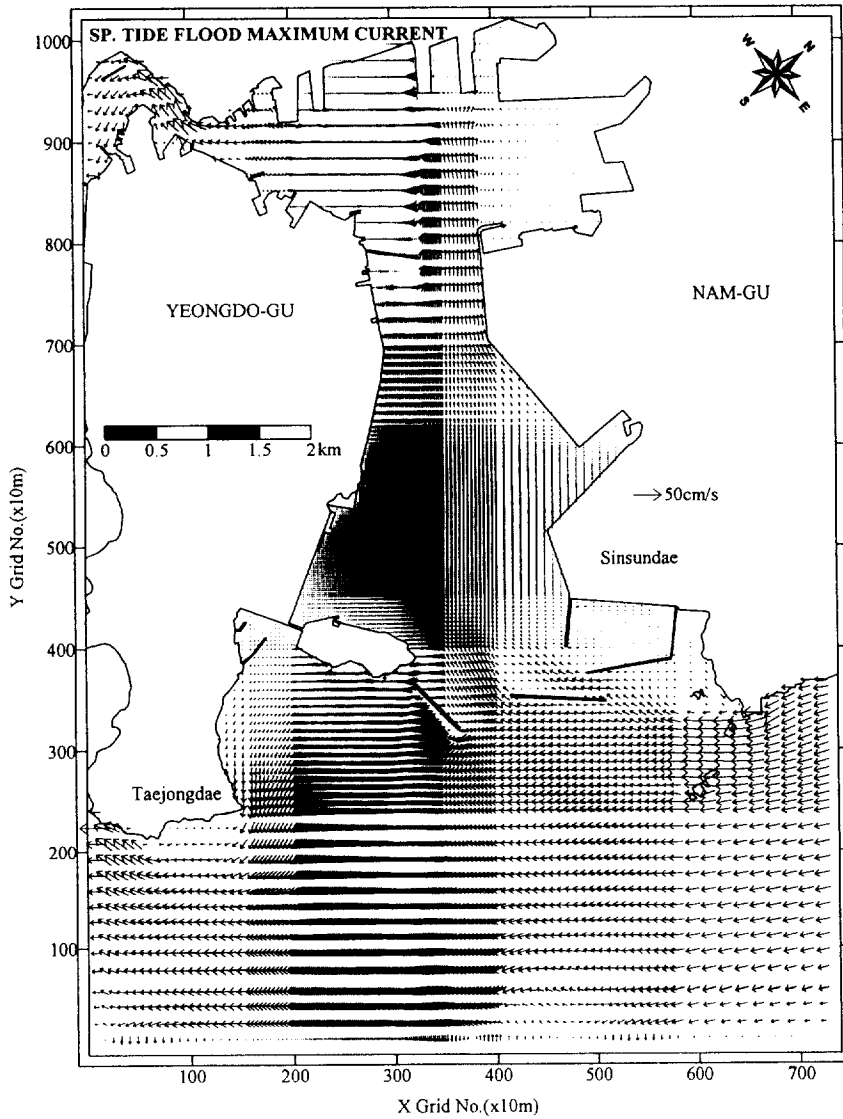 SP. TIDE FLOOD MAXIMUM CURRENT
W
N
S
E
1000
900
800
700
600
500
400
300
200
100
Y Grid No.(x10m)
YEONGDO-GU
NAM-GU
0 0.5 1 1.5 2km
50cm/s
Sinsundae
Taejongdae
100 200 300 400 500 600 700
X Grid No.(x10m)